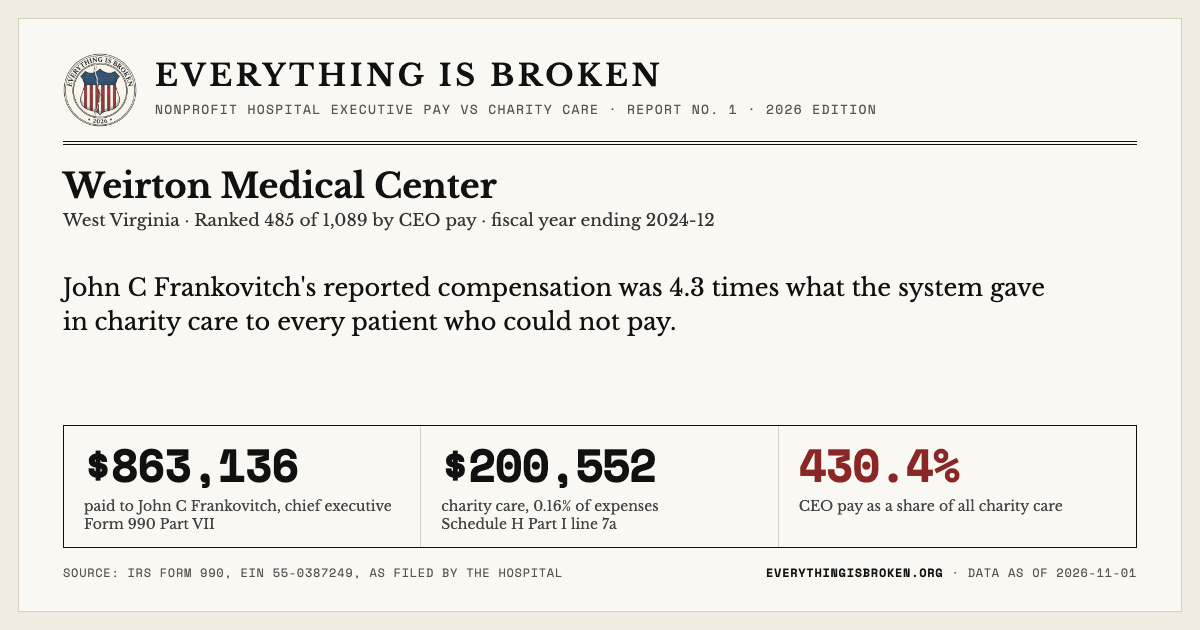 EVERYTHING IS BROKEN
2026
EVERYTHING IS BROKEN
NONPROFIT HOSPITAL EXECUTIVE PAY VS CHARITY CARE · REPORT NO. 1 · 2026 EDITION
Weirton Medical Center
West Virginia · Ranked 485 of 1,089 by CEO pay · fiscal year ending 2024-12
John C Frankovitch's reported compensation was 4.3 times what the system gave
in charity care to every patient who could not pay.
$863,136
paid to John C Frankovitch, chief executive
Form 990 Part VII
$200,552
charity care, 0.16% of expenses
Schedule H Part I line 7a
430.4%
CEO pay as a share of all charity care
SOURCE: IRS FORM 990, EIN 55-0387249, AS FILED BY THE HOSPITAL
EVERYTHINGISBROKEN.ORG · DATA AS OF 2026-11-01